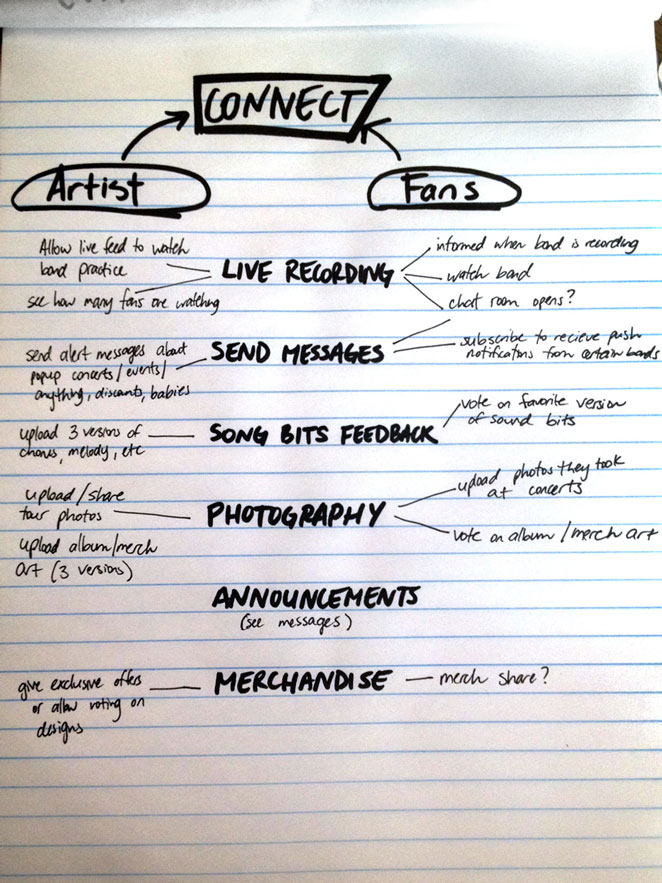 CONNECT
Artist
Fans
Allow live feed to watch
band practice
see how many fans are watching
LIVE RECORDING
informed when band is recording
watch band
chat room opens?
send alert messages about
popup concerts/events/
anything, discounts, babies
SEND MESSAGES
subscribe to recieve push
notifications from certain bands
upload 3 versions of
chorus, melody, etc
SONG BITS FEEDBACK
vote on favorite version
of sound bits
upload/share
tour photos
upload album/merch
art (3 versions)
PHOTOGRAPHY
upload photos they took
at concerts
vote on album/merch art
ANNOUNCEMENTS
(see messages)
give exclusive offers
or allow voting on
designs
MERCHANDISE
merch share?